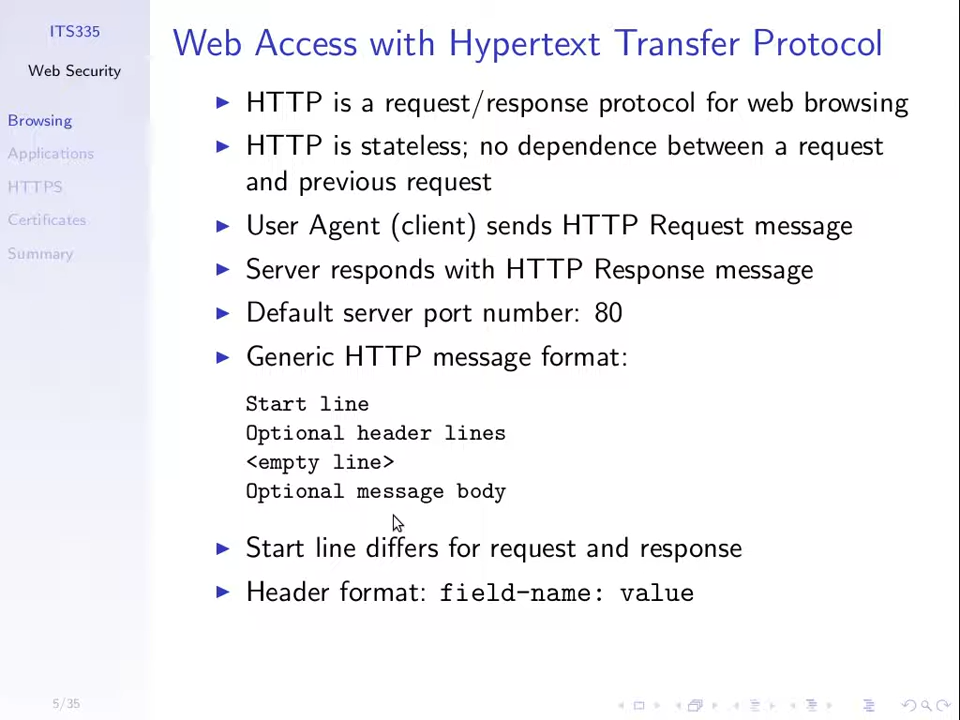 ITS335
Web Security
Browsing
Applications
HTTPS
Certificates
Summary
Web Access with Hypertext Transfer Protocol
▶ HTTP is a request/response protocol for web browsing
▶ HTTP is stateless; no dependence between a request
and previous request
▶ User Agent (client) sends HTTP Request message
▶ Server responds with HTTP Response message
▶ Default server port number: 80
▶ Generic HTTP message format:
Start line
Optional header lines
<empty line>
Optional message body
▶ Start line differs for request and response
▶ Header format: field-name: value
5/35